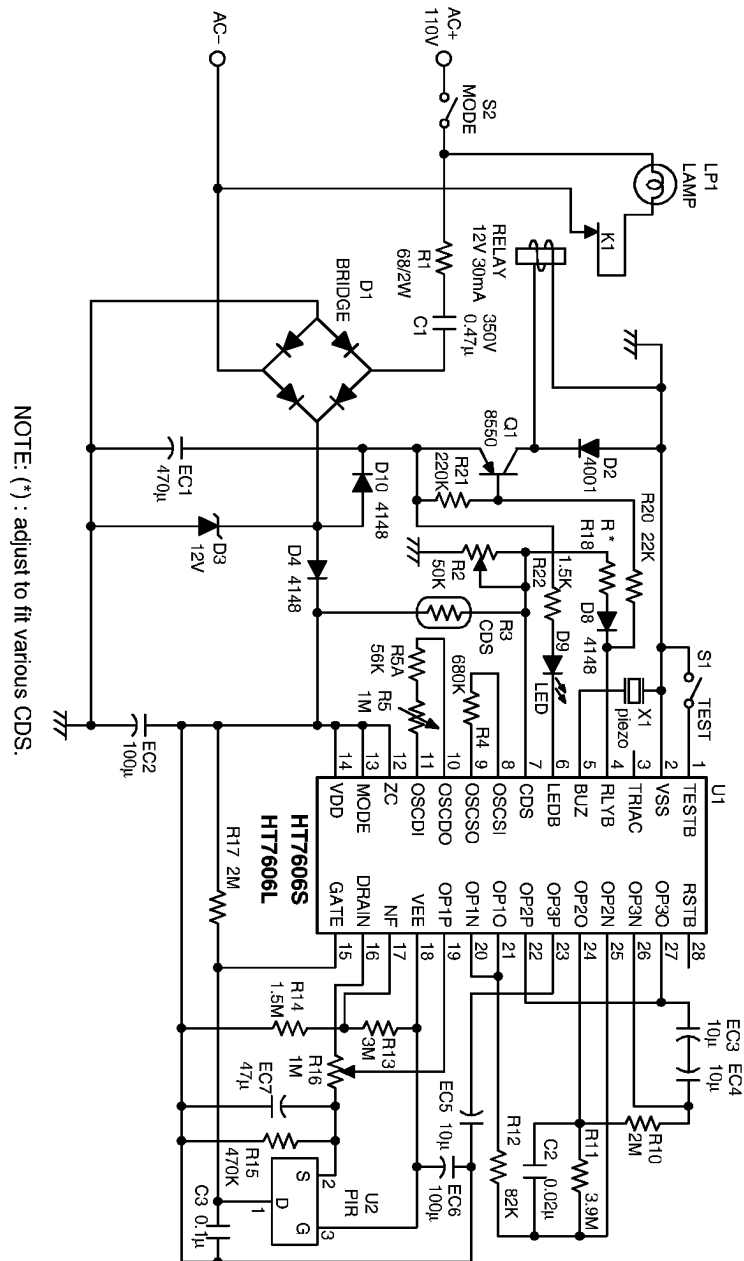 LP1
LAMP
S2
MODE
AC+
110V
AC−
K1
RELAY
12V 30mA
R1
68/2W
350V
0.47µ
C1
D1
BRIDGE
D2
4001
Q1
8550
R20 22K
R21
220K
R *
R18
D8 4148
1.5K
R22
D9
LED
R2
50K
D10 4148
EC1
470µ
D3
12V
D4 4148
R3
CDS
S1
TEST
X1
piezo
680K
R4
R5A
56K
R5
1M
EC2
100µ
U1
1 TESTB
2 VSS
3 TRIAC
4 RLYB
5 BUZ
6 LEDB
7 CDS
8 OSCSI
9 OSCSO
10 OSCDO
11 OSCDI
12 ZC
13 MODE
14 VDD
RSTB 28
OP3O 27
OP3N 26
OP2N 25
OP2O 24
OP3P 23
OP2P 22
OP1O 21
OP1N 20
OP1P 19
VEE 18
NF 17
DRAIN 16
GATE 15
HT7606S
HT7606L
R17 2M
EC3
10µ
EC4
10µ
R10
2M
R11
3.9M
C2
0.02µ
R12
82K
EC5 10µ
EC6
100µ
R13
3M
R14
1.5M
R16
1M
EC7
47µ
R15
470K
U2
PIR
S
D
G
2
1
3
C3 0.1µ
NOTE: (*) : adjust to fit various CDS.